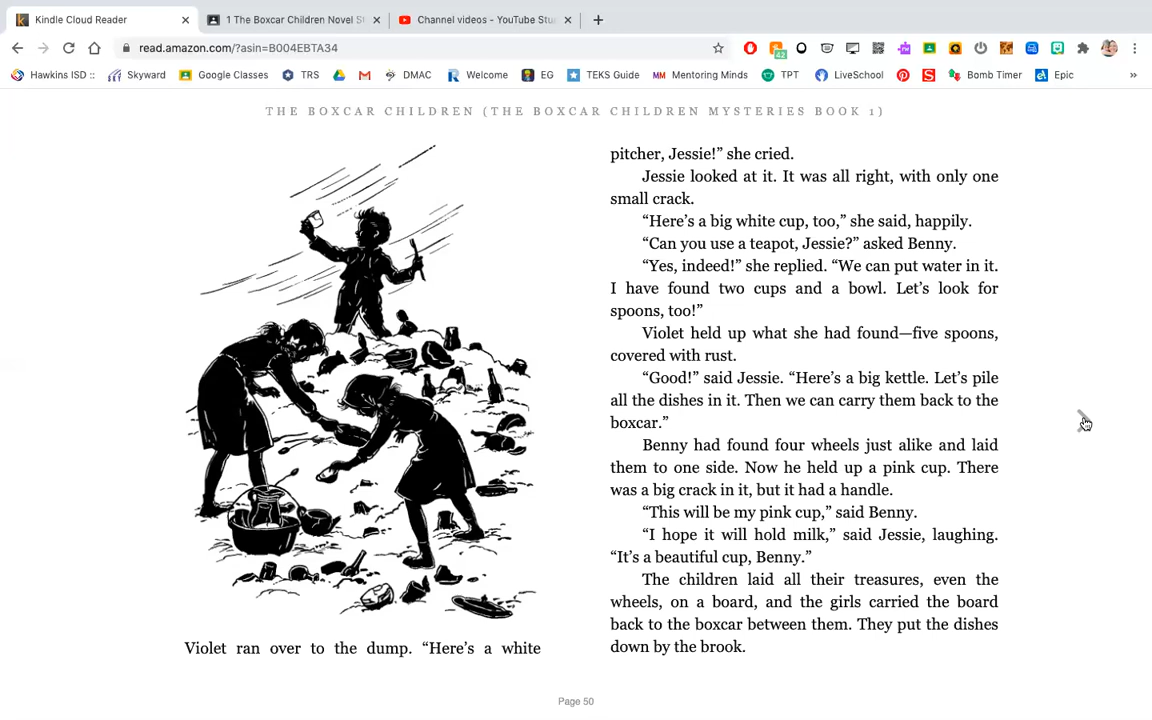 Kindle Cloud Reader
1 The Boxcar Children Novel St
Channel videos - YouTube Stu
read.amazon.com/?asin=B004EBTA34
42
Hawkins ISD ::
Skyward
Google Classes
TRS
DMAC
Welcome
EG
TEKS Guide
MM Mentoring Minds
TPT
LiveSchool
Bomb Timer
Epic
»
THE BOXCAR CHILDREN (THE BOXCAR CHILDREN MYSTERIES BOOK 1)
Violet ran over to the dump. “Here’s a white
pitcher, Jessie!” she cried.
Jessie looked at it. It was all right, with only one
small crack.
“Here’s a big white cup, too,” she said, happily.
“Can you use a teapot, Jessie?” asked Benny.
“Yes, indeed!” she replied. “We can put water in it.
I have found two cups and a bowl. Let’s look for
spoons, too!”
Violet held up what she had found—five spoons,
covered with rust.
“Good!” said Jessie. “Here’s a big kettle. Let’s pile
all the dishes in it. Then we can carry them back to the
boxcar.”
Benny had found four wheels just alike and laid
them to one side. Now he held up a pink cup. There
was a big crack in it, but it had a handle.
“This will be my pink cup,” said Benny.
“I hope it will hold milk,” said Jessie, laughing.
“It’s a beautiful cup, Benny.”
The children laid all their treasures, even the
wheels, on a board, and the girls carried the board
back to the boxcar between them. They put the dishes
down by the brook.
Page 50